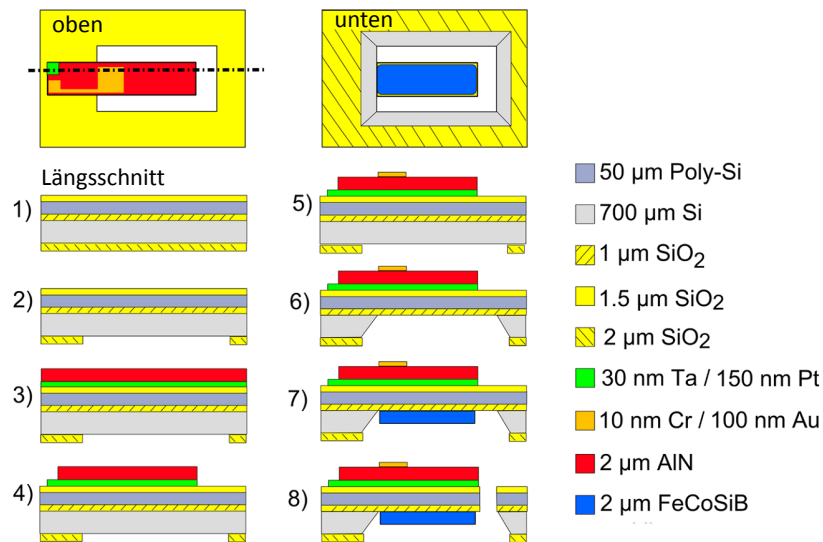 oben
unten
Längsschnitt
1)
2)
3)
4)
5)
6)
7)
8)
50 µm Poly-Si
700 µm Si
1 µm SiO2
1.5 µm SiO2
2 µm SiO2
30 nm Ta / 150 nm Pt
10 nm Cr / 100 nm Au
2 µm AlN
2 µm FeCoSiB